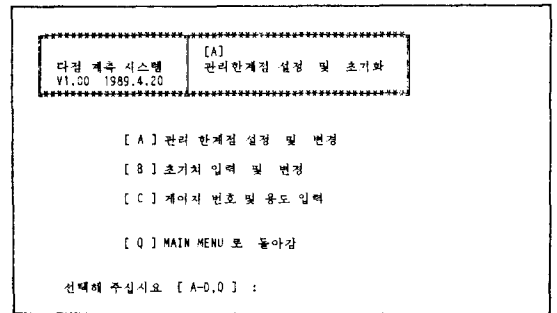 [A]
다점 계측 시스템 관리한계점 설정 및 초기화
V1.00 1989.4.20
[ A ] 관리 한계점 설정 및 변경
[ B ] 초기치 입력 및 변경
[ C ] 게이지 번호 및 용도 입력
[ Q ] MAIN MENU 로 돌아감
선택해 주십시요 [ A-D,Q ] :